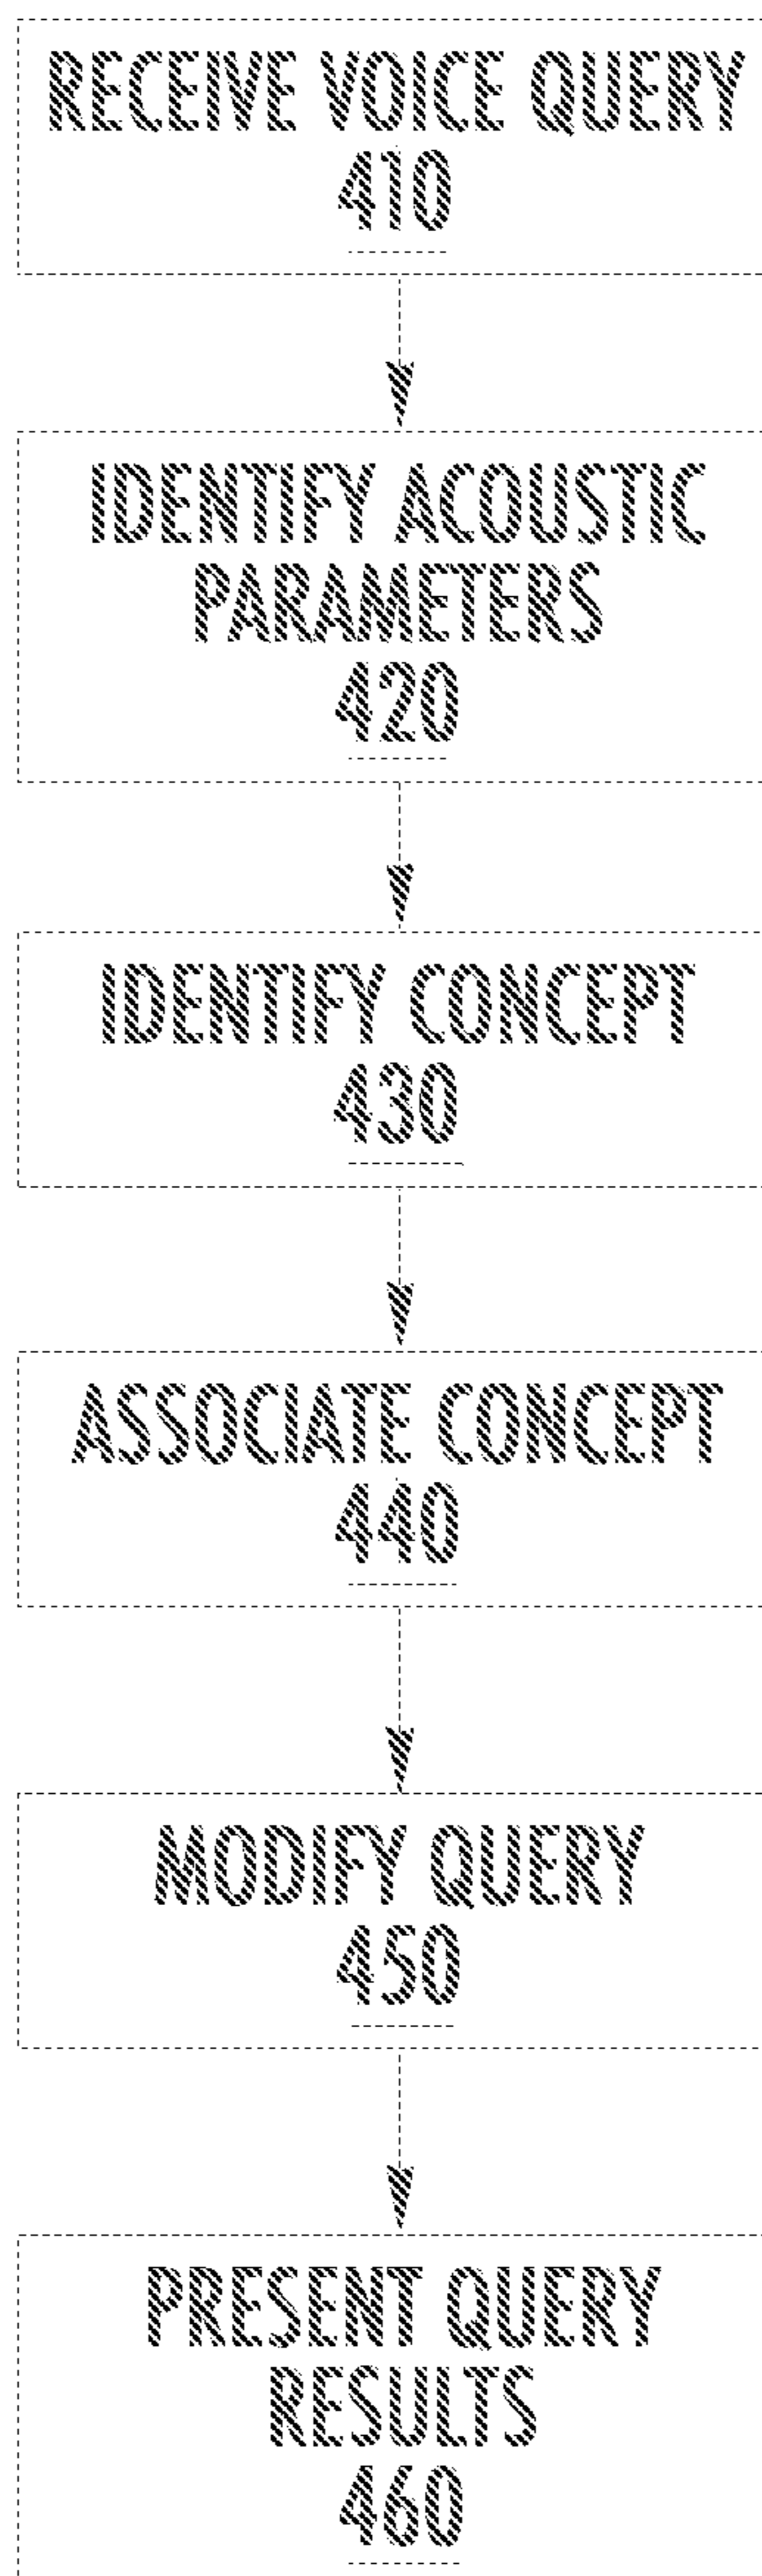 RECEIVE VOICE QUERY
410
IDENTIFY ACOUSTIC
PARAMETERS
420
IDENTIFY CONCEPT
430
ASSOCIATE CONCEPT
440
MODIFY QUERY
450
PRESENT QUERY
RESULTS
460